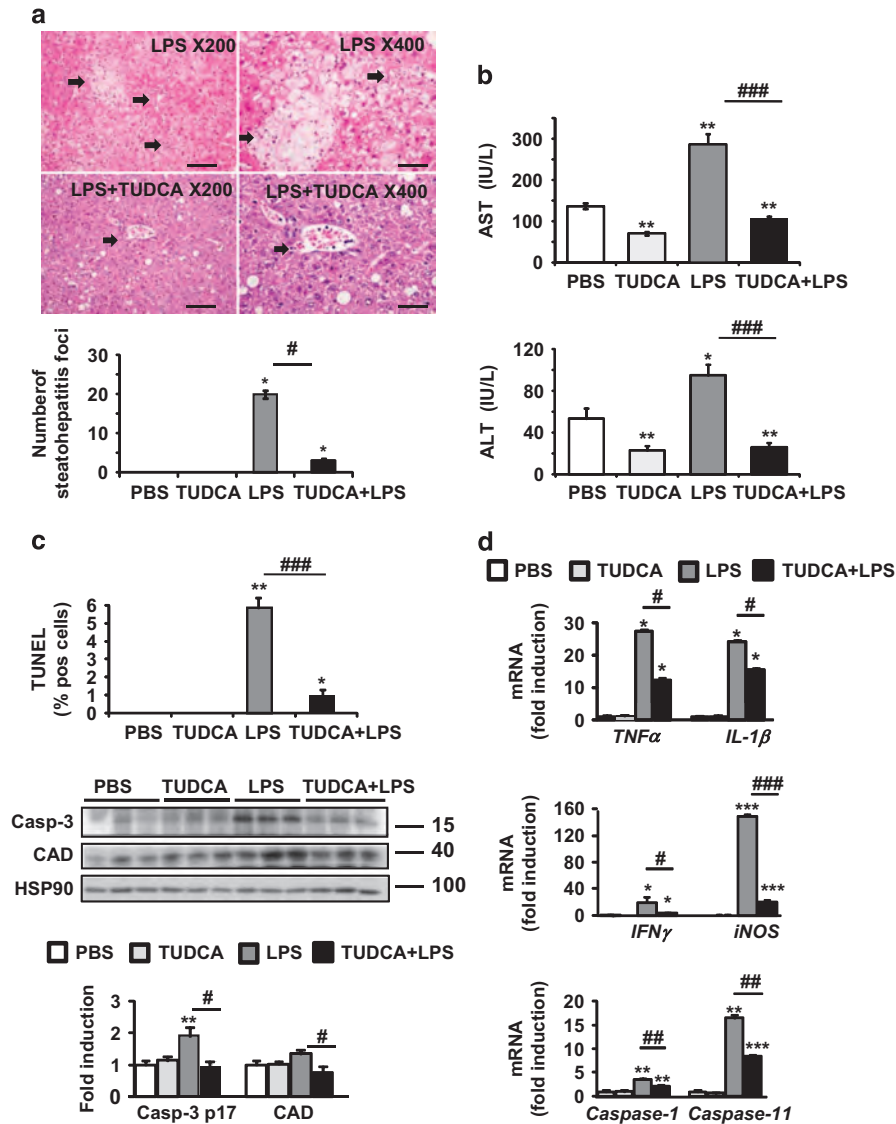 a
LPS X200
LPS X400
LPS+TUDCA X200
LPS+TUDCA X400
Numberof
steatohepatitis foci
30
20
10
0
*
#
*
PBS TUDCA LPS TUDCA+LPS
b
AST (IU/L)
300
200
100
0
**
**
###
**
PBS TUDCA LPS TUDCA+LPS
ALT (IU/L)
120
80
40
0
**
*
###
**
PBS TUDCA LPS TUDCA+LPS
c
TUNEL
(% pos cells)
6
5
4
3
2
1
0
**
###
*
PBS TUDCA LPS TUDCA+LPS
PBS TUDCA LPS TUDCA+LPS
Casp-3
15
CAD
40
HSP90
100
PBS TUDCA LPS TUDCA+LPS
Fold induction
3
2
1
0
**
#
#
Casp-3 p17 CAD
d
PBS TUDCA LPS TUDCA+LPS
mRNA
(fold induction)
30
20
10
0
*
#
*
*
#
*
TNFα IL-1β
mRNA
(fold induction)
160
120
80
40
0
*
#
*
***
###
***
IFNγ iNOS
mRNA
(fold induction)
20
15
10
5
0
**
##
**
**
##
***
Caspase-1 Caspase-11